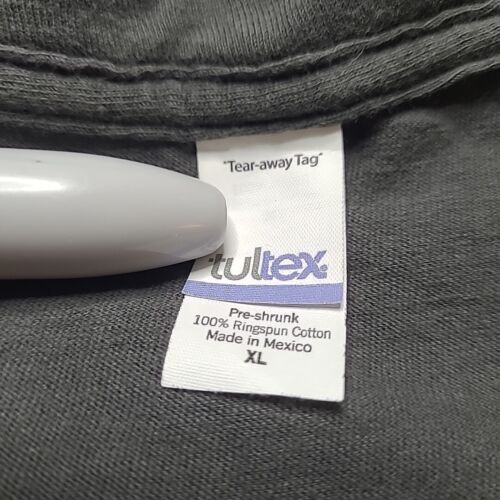 "Tear-away Tag"
tultex
Pre-shrunk
100% Ringspun Cotton
Made in Mexico
XL